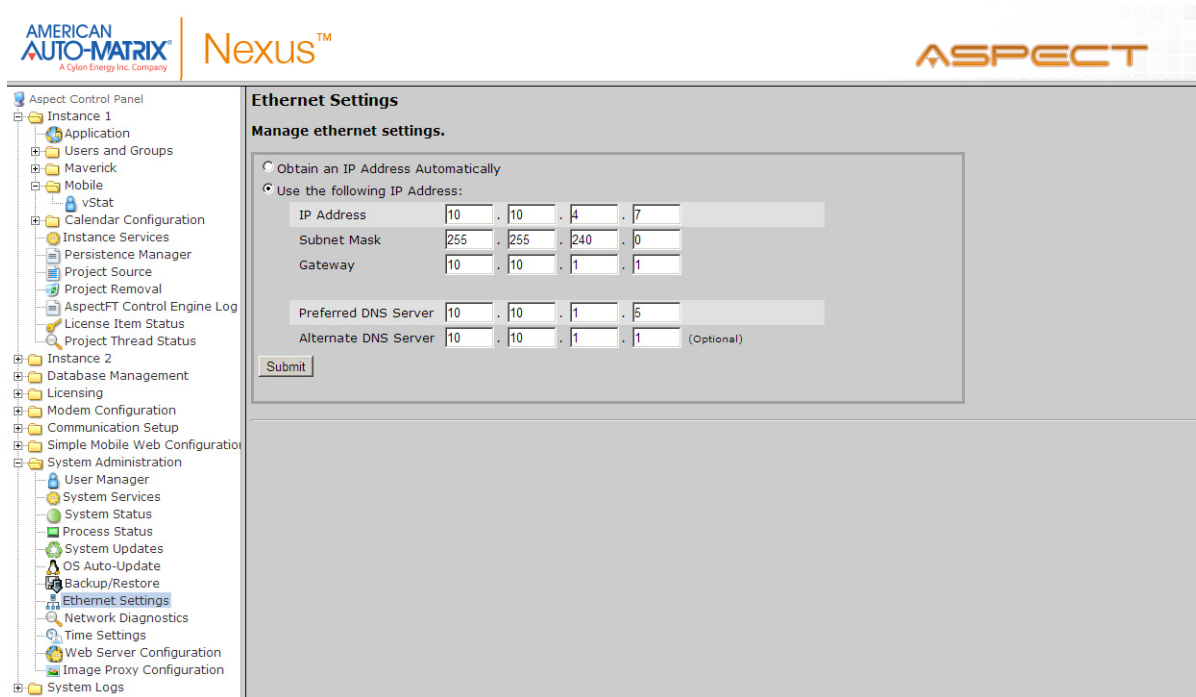 AMERICAN
AUTO-MATRIX®
A Cylon Energy Inc. Company
Nexus™
ASPECT
Aspect Control Panel
Instance 1
Application
Users and Groups
Maverick
Mobile
vStat
Calendar Configuration
Instance Services
Persistence Manager
Project Source
Project Removal
AspectFT Control Engine Log
License Item Status
Project Thread Status
Instance 2
Database Management
Licensing
Modem Configuration
Communication Setup
Simple Mobile Web Configuration
System Administration
User Manager
System Services
System Status
Process Status
System Updates
OS Auto-Update
Backup/Restore
Ethernet Settings
Network Diagnostics
Time Settings
Web Server Configuration
Image Proxy Configuration
System Logs
Ethernet Settings
Manage ethernet settings.
Obtain an IP Address Automatically
Use the following IP Address:
IP Address 10 . 10 . 4 . 7
Subnet Mask 255 . 255 . 240 . 0
Gateway 10 . 10 . 1 . 1
Preferred DNS Server 10 . 10 . 1 . 5
Alternate DNS Server 10 . 10 . 1 . 1 (Optional)
Submit